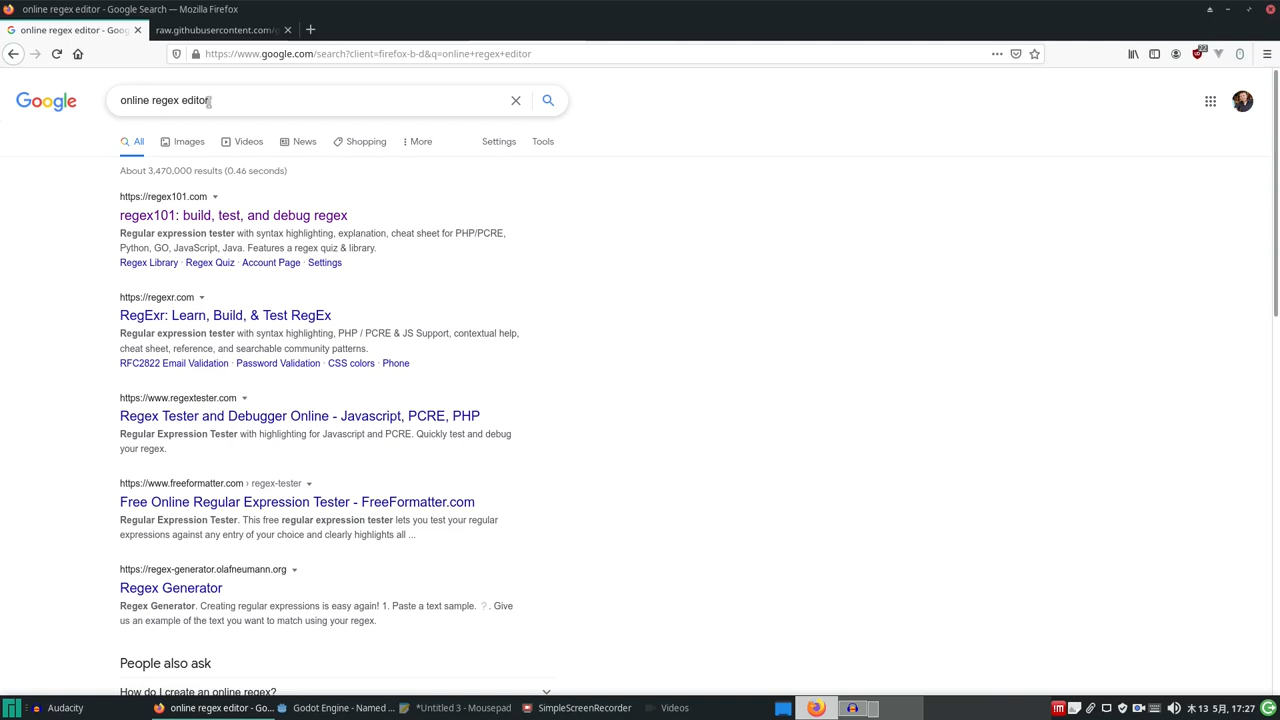 online regex editor - Google Search — Mozilla Firefox
online regex editor - Goog
raw.githubusercontent.com/
https://www.google.com/search?client=firefox-b-d&q=online+regex+editor
22
Google
online regex editor
All
Images
Videos
News
Shopping
More
Settings
Tools
About 3,470,000 results (0.46 seconds)
https://regex101.com
regex101: build, test, and debug regex
Regular expression tester with syntax highlighting, explanation, cheat sheet for PHP/PCRE,
Python, GO, JavaScript, Java. Features a regex quiz & library.
Regex Library · Regex Quiz · Account Page · Settings
https://regexr.com
RegExr: Learn, Build, & Test RegEx
Regular expression tester with syntax highlighting, PHP / PCRE & JS Support, contextual help,
cheat sheet, reference, and searchable community patterns.
RFC2822 Email Validation · Password Validation · CSS colors · Phone
https://www.regextester.com
Regex Tester and Debugger Online - Javascript, PCRE, PHP
Regular Expression Tester with highlighting for Javascript and PCRE. Quickly test and debug
your regex.
https://www.freeformatter.com › regex-tester
Free Online Regular Expression Tester - FreeFormatter.com
Regular Expression Tester. This free regular expression tester lets you test your regular
expressions against any entry of your choice and clearly highlights all ...
https://regex-generator.olafneumann.org
Regex Generator
Regex Generator. Creating regular expressions is easy again! 1. Paste a text sample. ?. Give
us an example of the text you want to match using your regex.
People also ask
How do I create an online regex?
Audacity
online regex editor - Go...
Godot Engine - Named ...
*Untitled 3 - Mousepad
SimpleScreenRecorder
Videos
木 13 5月, 17:27